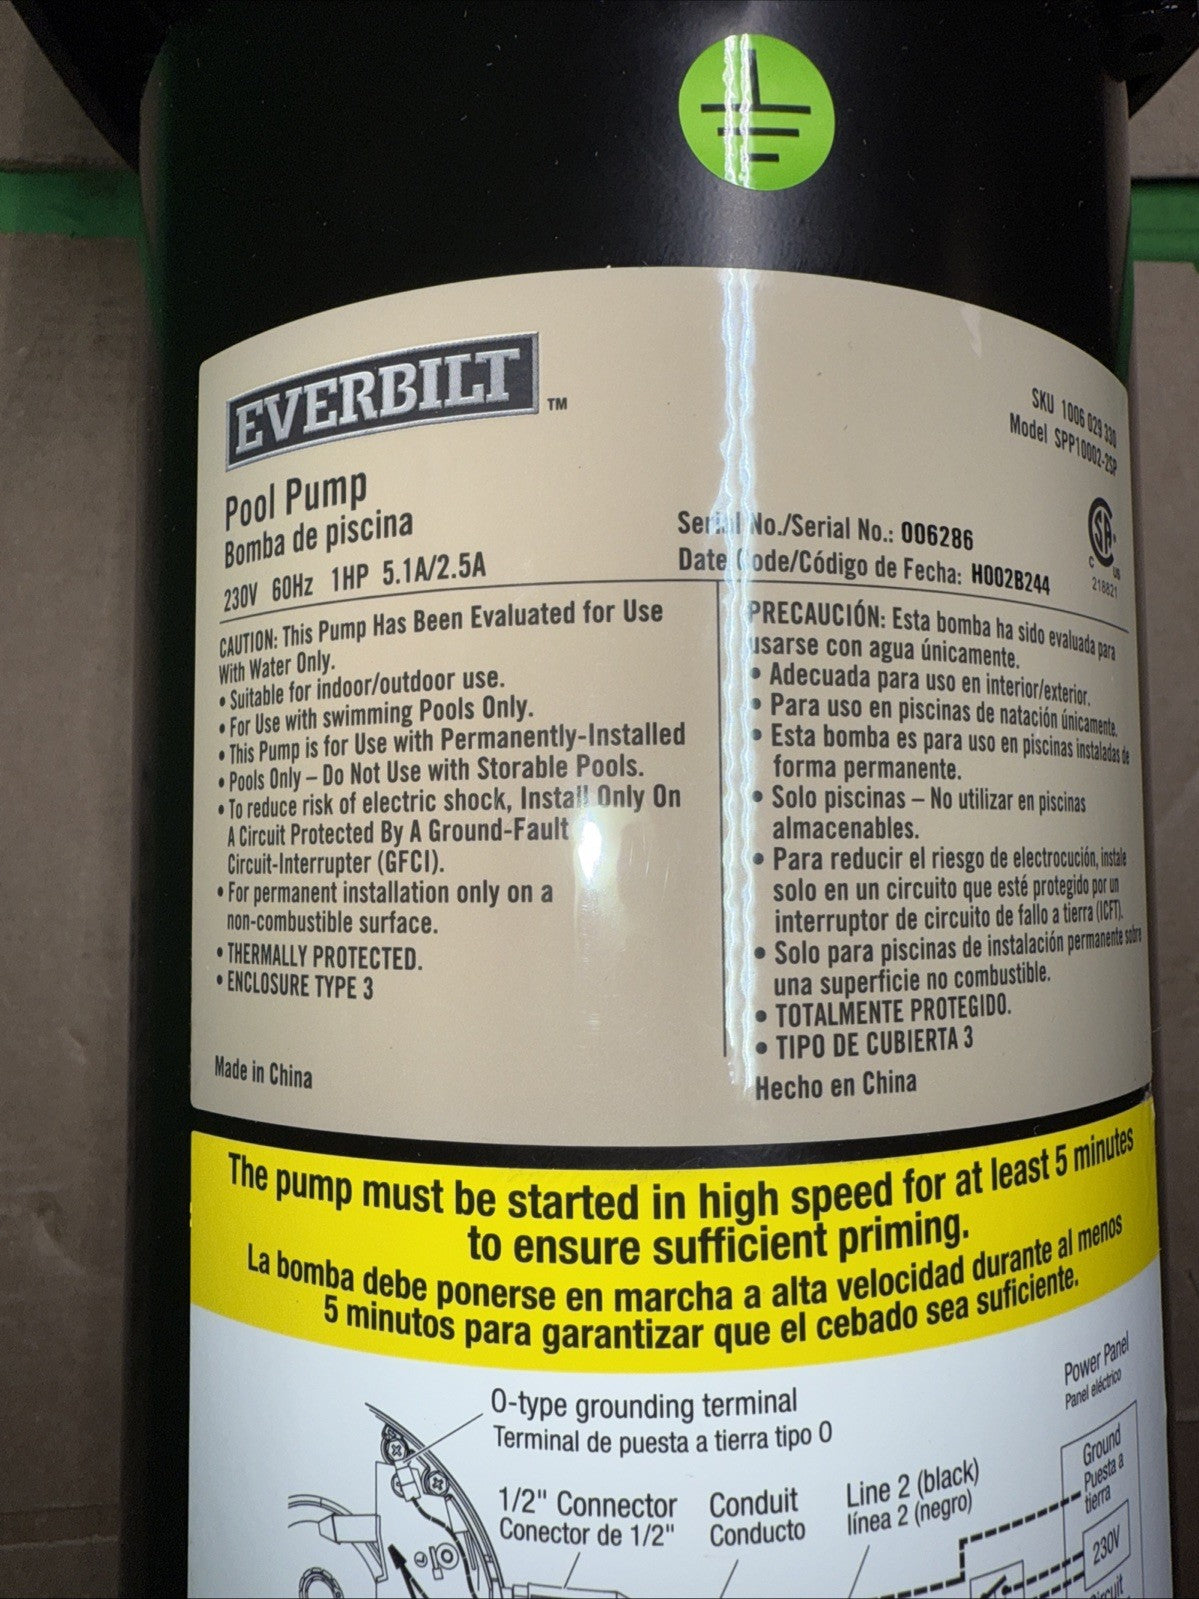 EVERBILT™
SKU 1006 029 330
Model SPP10002-2SP
Pool Pump
Bomba de piscina
230V 60Hz 1HP 5.1A/2.5A
Serial No./Serial No.: 006286
Date Code/Código de Fecha: H002B244
SA
C US
218821
CAUTION: This Pump Has Been Evaluated for Use
With Water Only.
• Suitable for indoor/outdoor use.
• For Use with swimming Pools Only.
• This Pump is for Use with Permanently-Installed
• Pools Only – Do Not Use with Storable Pools.
• To reduce risk of electric shock, Install Only On
A Circuit Protected By A Ground-Fault
Circuit-Interrupter (GFCI).
• For permanent installation only on a
non-combustible surface.
• THERMALLY PROTECTED.
• ENCLOSURE TYPE 3
Made in China
PRECAUCIÓN: Esta bomba ha sido evaluada para
usarse con agua únicamente.
• Adecuada para uso en interior/exterior.
• Para uso en piscinas de natación únicamente.
• Esta bomba es para uso en piscinas instaladas de
forma permanente.
• Solo piscinas – No utilizar en piscinas
almacenables.
• Para reducir el riesgo de electrocución, instale
solo en un circuito que esté protegido por un
interruptor de circuito de fallo a tierra (ICFT).
• Solo para piscinas de instalación permanente sobre
una superficie no combustible.
• TOTALMENTE PROTEGIDO.
• TIPO DE CUBIERTA 3
Hecho en China
The pump must be started in high speed for at least 5 minutes
to ensure sufficient priming.
La bomba debe ponerse en marcha a alta velocidad durante al menos
5 minutos para garantizar que el cebado sea suficiente.
Power Panel
Panel eléctrico
O-type grounding terminal
Terminal de puesta a tierra tipo O
1/2" Connector
Conector de 1/2"
Conduit
Conducto
Line 2 (black)
línea 2 (negro)
Ground
Puesta a
tierra
230V